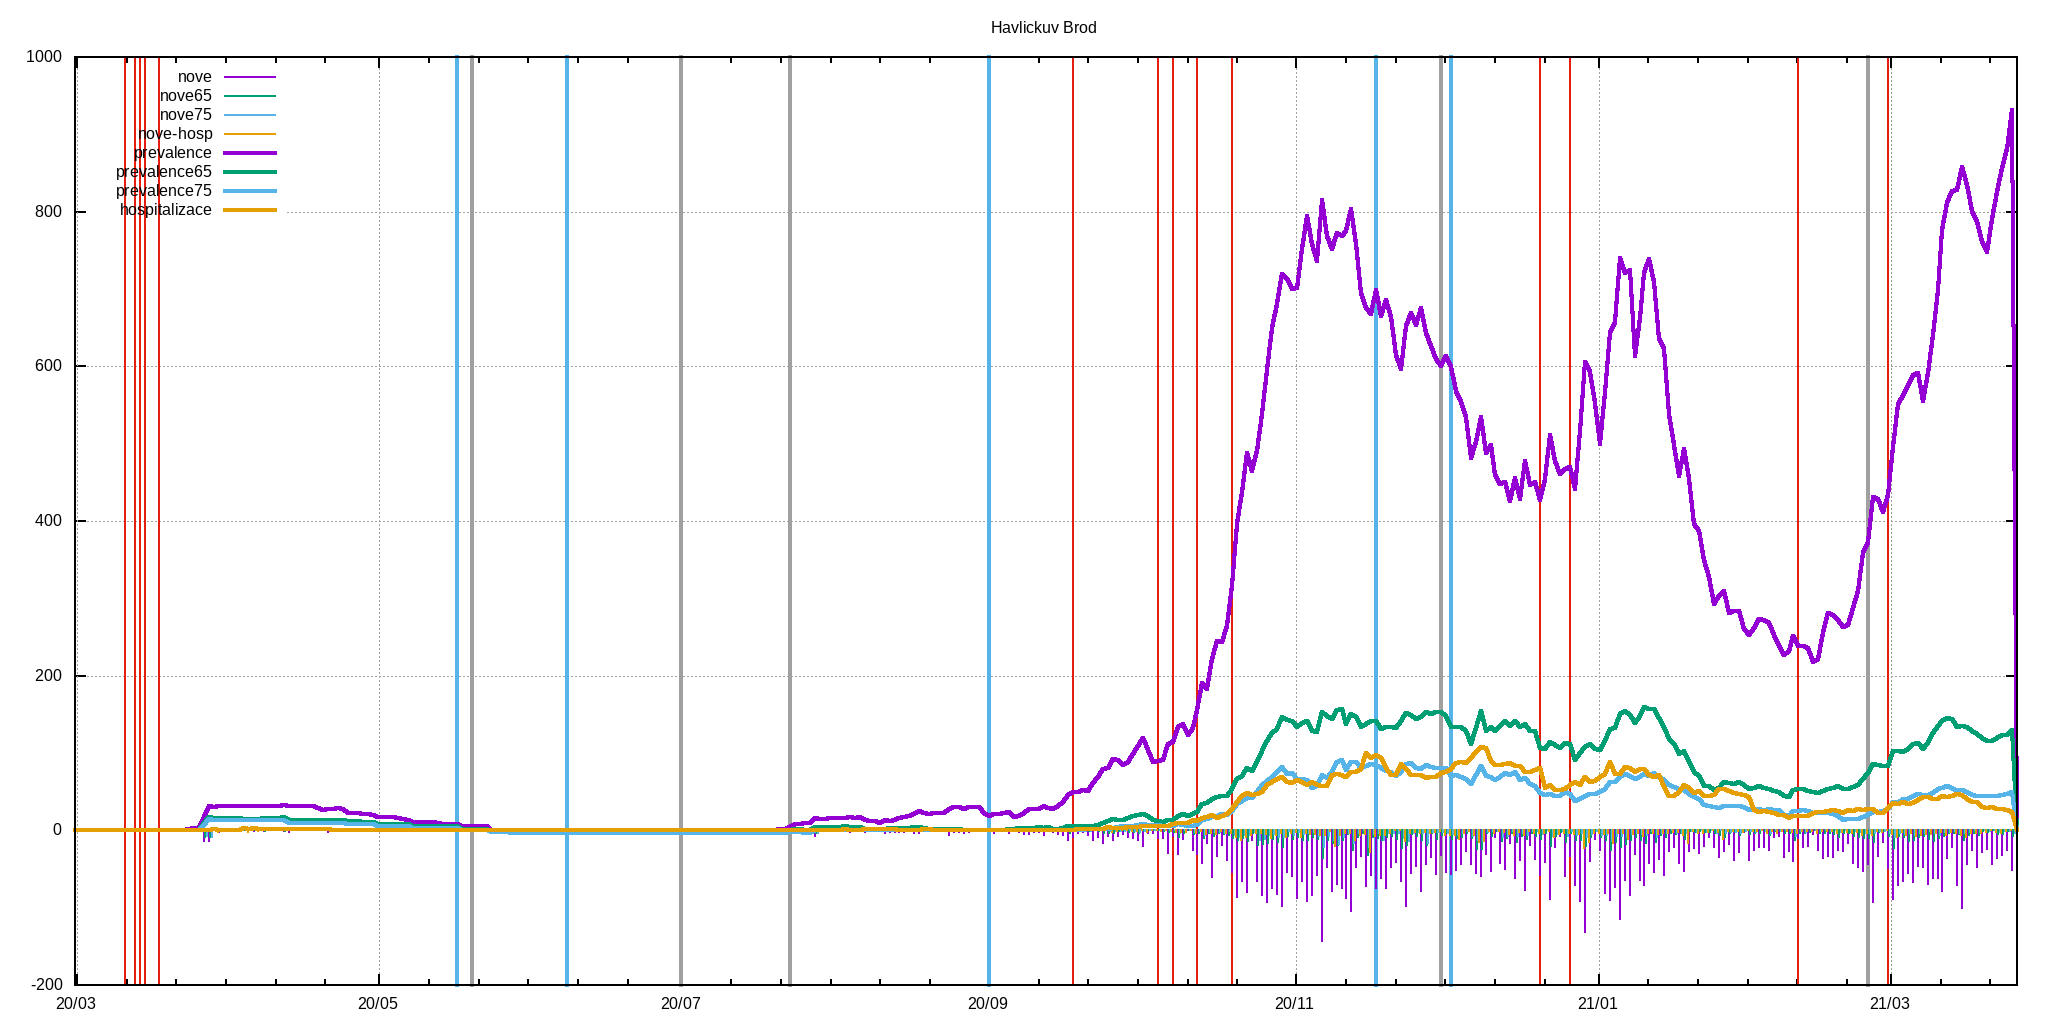 Havlickuv Brod
1000
800
600
400
200
0
-200
nove
nove65
nove75
nove-hosp
prevalence
prevalence65
prevalence75
hospitalizace
20/03 20/05 20/07 20/09 20/11 21/01 21/03